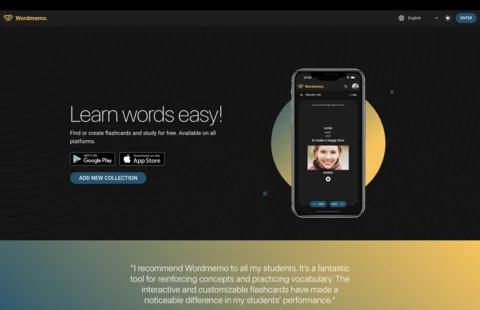 Wordmemo.
English
ENTER
Learn words easy!
Find or create flashcards and study for free. Available on all
platforms.
GET IT ON
Google Play
Download on the
App Store
ADD NEW COLLECTION
Wordmemo.
smile
to make a happy face
smiles
"I recommend Wordmemo to all my students. It's a fantastic
tool for reinforcing concepts and practicing vocabulary. The
interactive and customizable flashcards have made a
noticeable difference in my students' performance."